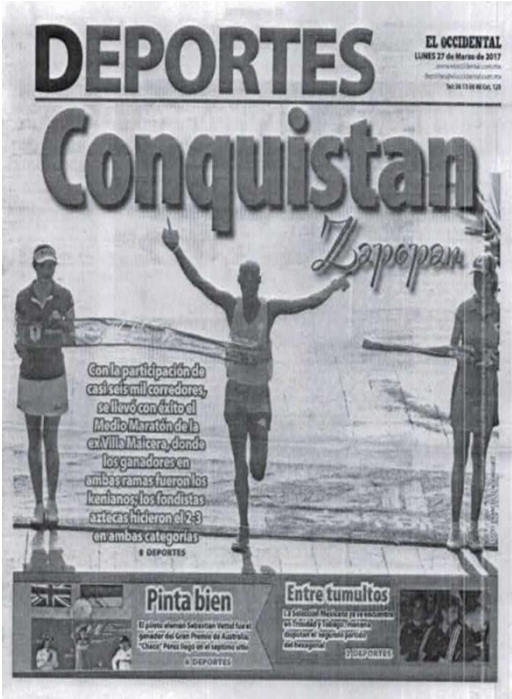 DEPORTES
EL OCCIDENTAL
LUNES 27 de Marzo de 2017
Conquistan
Zapopan
Con la participación de
casi seis mil corredores,
se llevó con éxito el
Medio Maratón de la
ex Villa Maicera, donde
los ganadores en
ambas ramas fueron los
kenianos; los fondistas
aztecas hicieron el 2-3
en ambas categorías
8 DEPORTES
Pinta bien
El piloto alemán Sebastian Vettel fue el
ganador del Gran Premio de Australia;
"Checo" Pérez llegó en el séptimo sitio
6 DEPORTES
Entre tumultos
La Selección Mexicana ya se encuentra
en Trinidad y Tobago; mañana
disputan el segundo partido
del hexagonal
2 DEPORTES